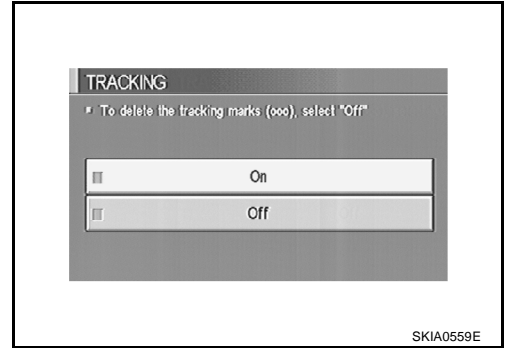 TRACKING
To delete the tracking marks (ooo), select "Off"
On
Off
SKIA0559E